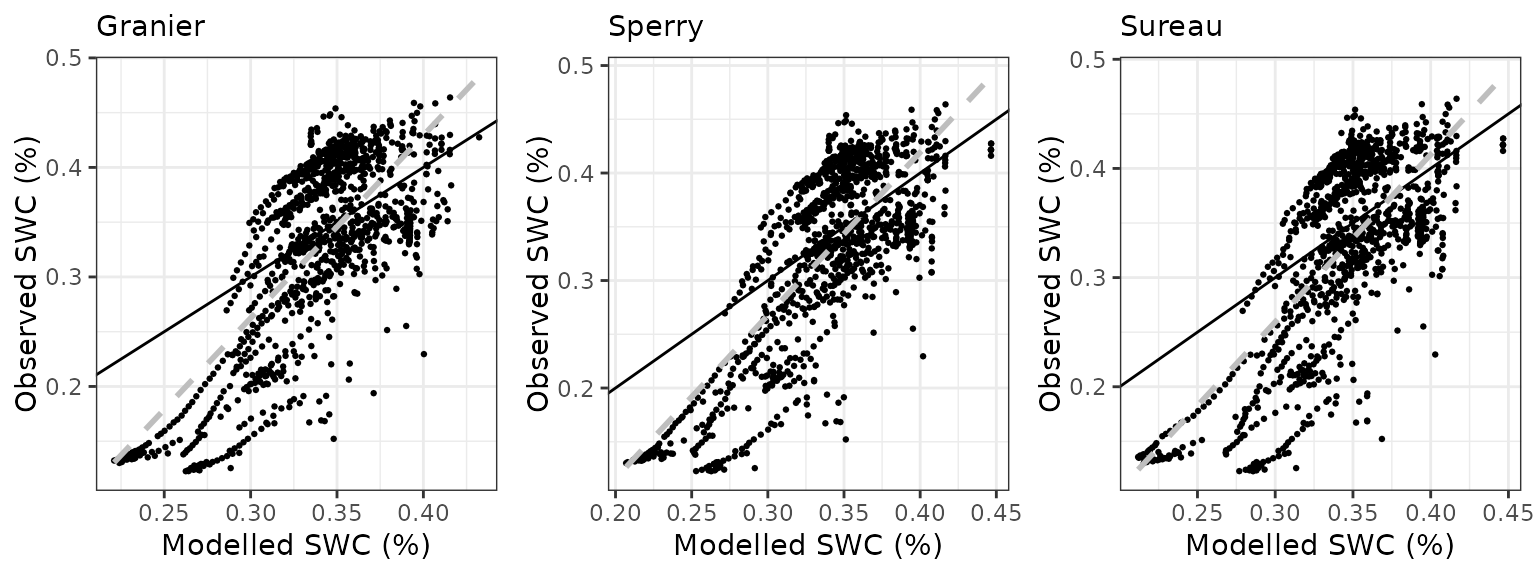 Granier
Sperry
Sureau
Observed SWC (%)
0.5
0.4
0.3
0.2
0.25 0.30 0.35 0.40
Modelled SWC (%)
Observed SWC (%)
0.5
0.4
0.3
0.2
0.20 0.25 0.30 0.35 0.40 0.45
Modelled SWC (%)
Observed SWC (%)
0.5
0.4
0.3
0.2
0.25 0.30 0.35 0.40 0.45
Modelled SWC (%)